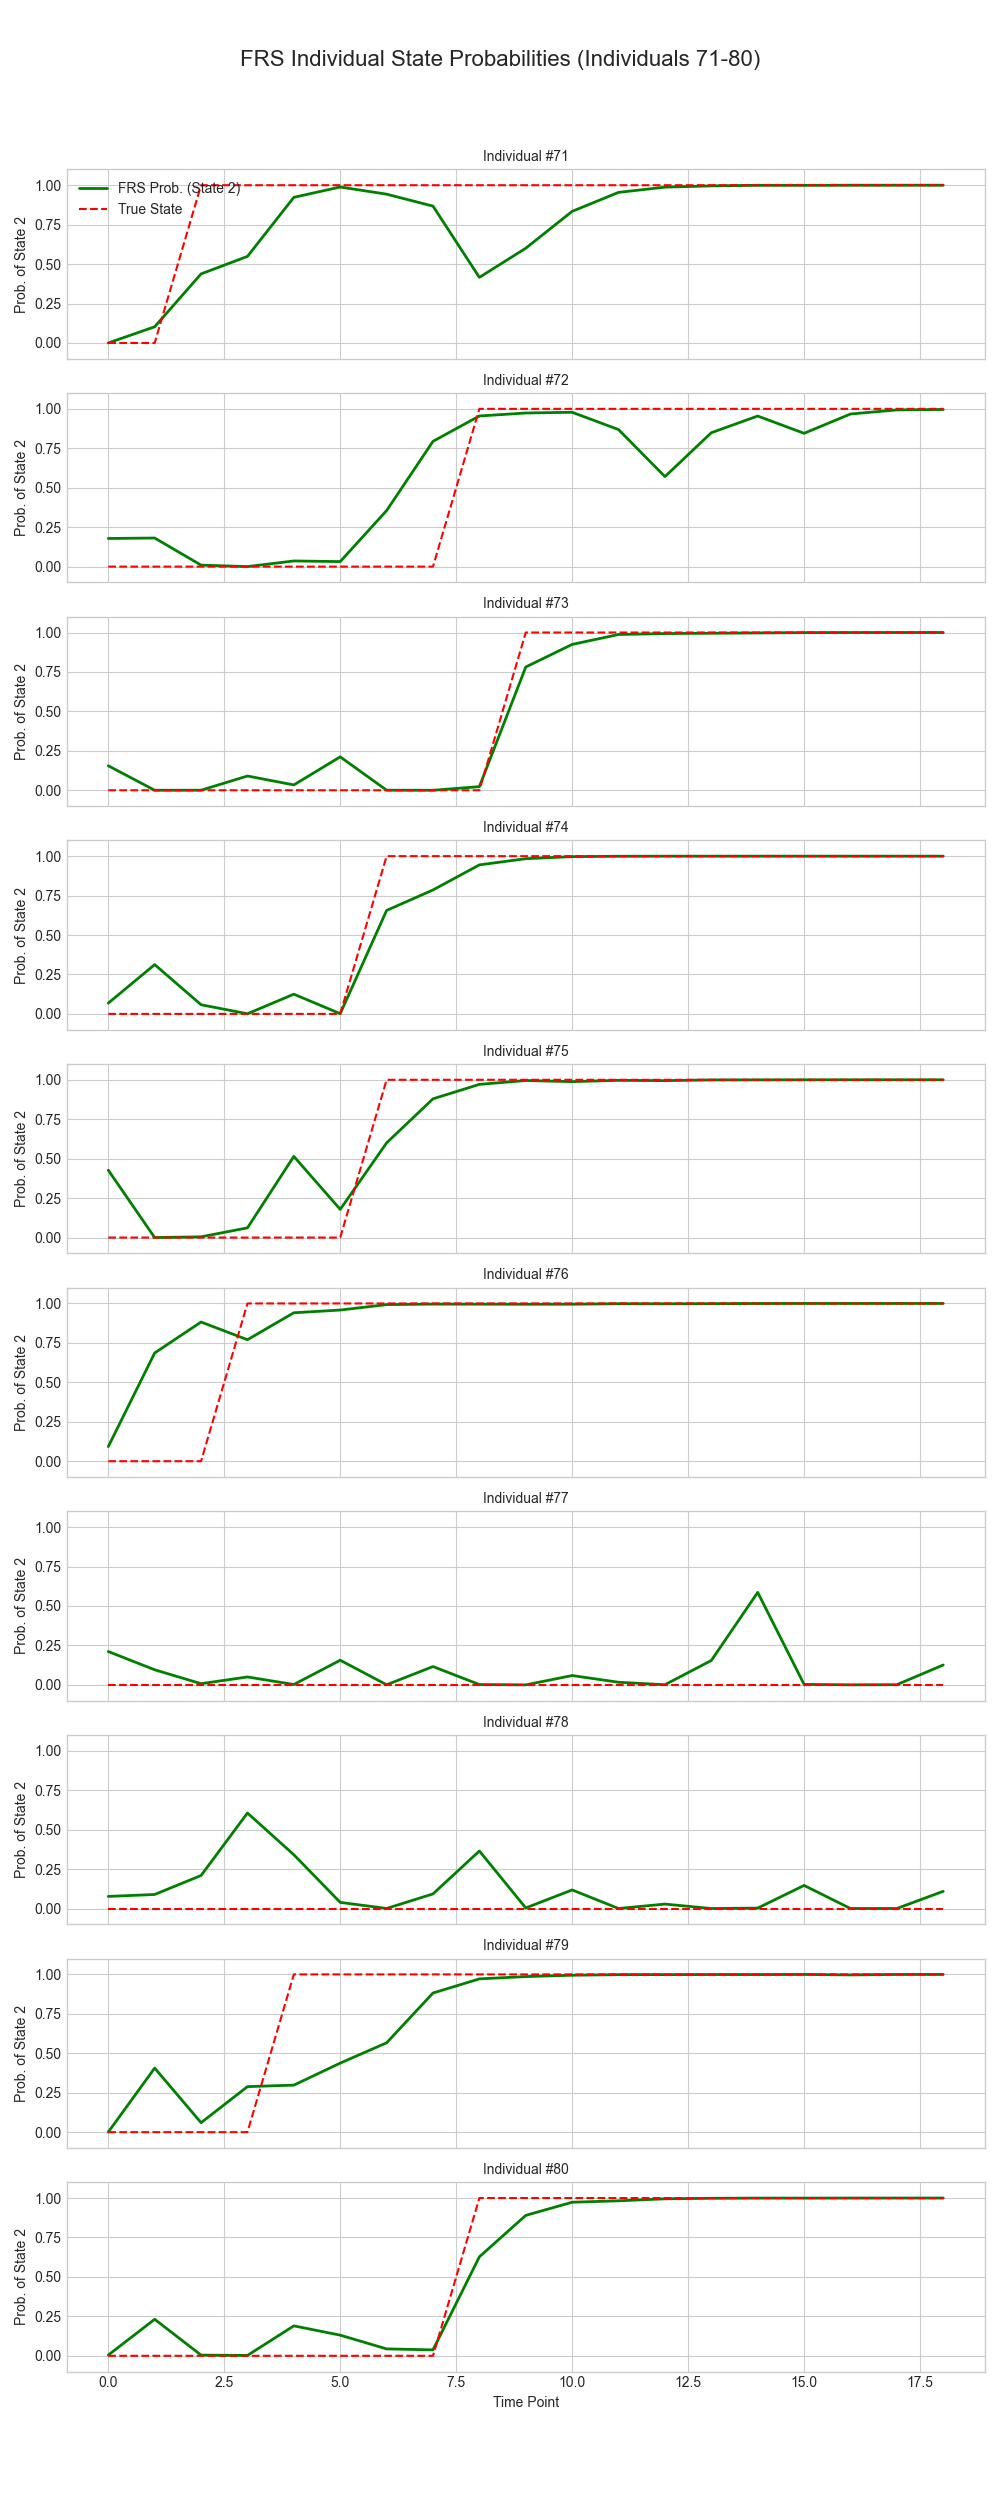 FRS Individual State Probabilities (Individuals 71-80)
Individual #71
FRS Prob. (State 2)
True State
Prob. of State 2
1.00
0.75
0.50
0.25
0.00
Individual #72
Prob. of State 2
1.00
0.75
0.50
0.25
0.00
Individual #73
Prob. of State 2
1.00
0.75
0.50
0.25
0.00
Individual #74
Prob. of State 2
1.00
0.75
0.50
0.25
0.00
Individual #75
Prob. of State 2
1.00
0.75
0.50
0.25
0.00
Individual #76
Prob. of State 2
1.00
0.75
0.50
0.25
0.00
Individual #77
Prob. of State 2
1.00
0.75
0.50
0.25
0.00
Individual #78
Prob. of State 2
1.00
0.75
0.50
0.25
0.00
Individual #79
Prob. of State 2
1.00
0.75
0.50
0.25
0.00
Individual #80
Prob. of State 2
1.00
0.75
0.50
0.25
0.00
0.0 2.5 5.0 7.5 10.0 12.5 15.0 17.5
Time Point